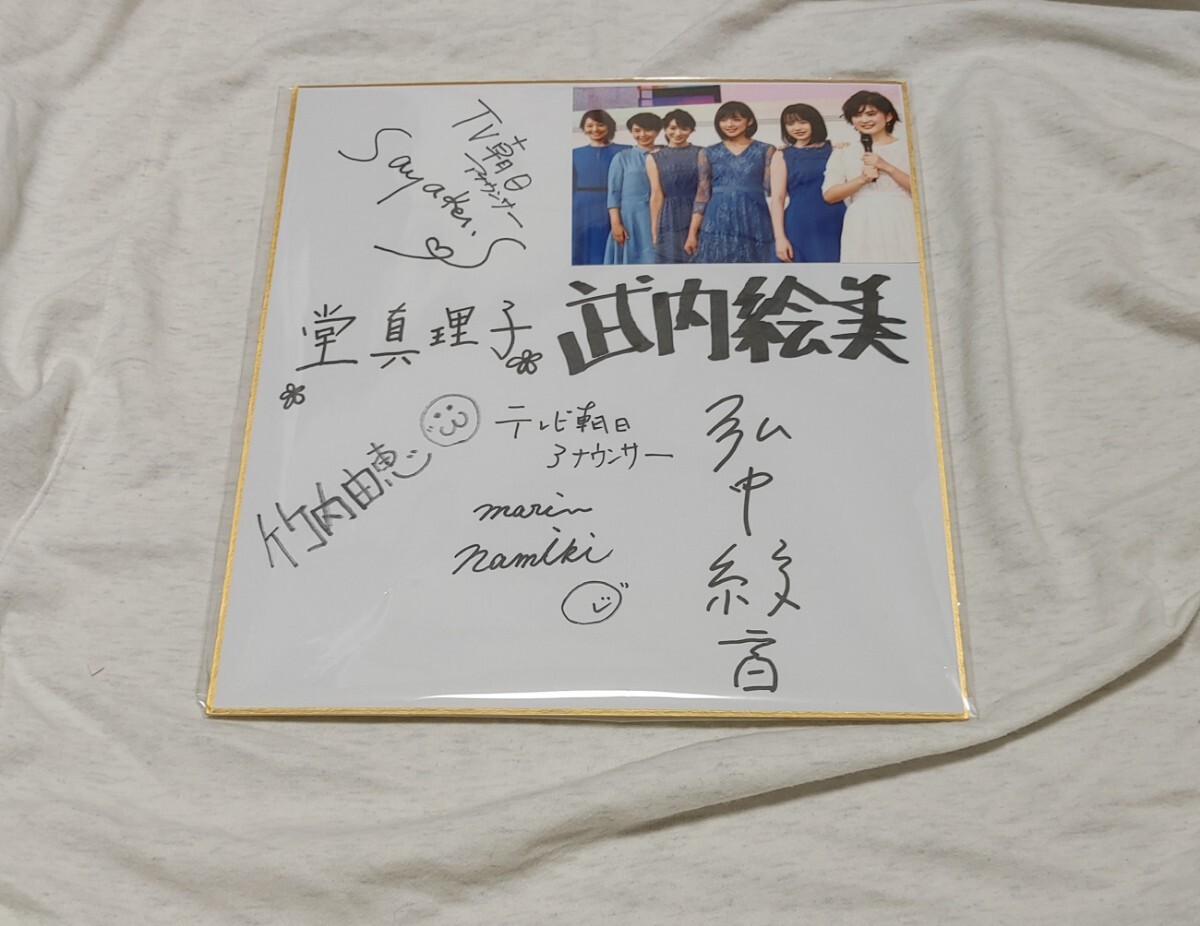 TV朝日
アナウンサー
Sayaka.
堂真理子
武内絵美
竹内由恵
テレビ朝日
アナウンサー
marin
namiki
弘中綾香